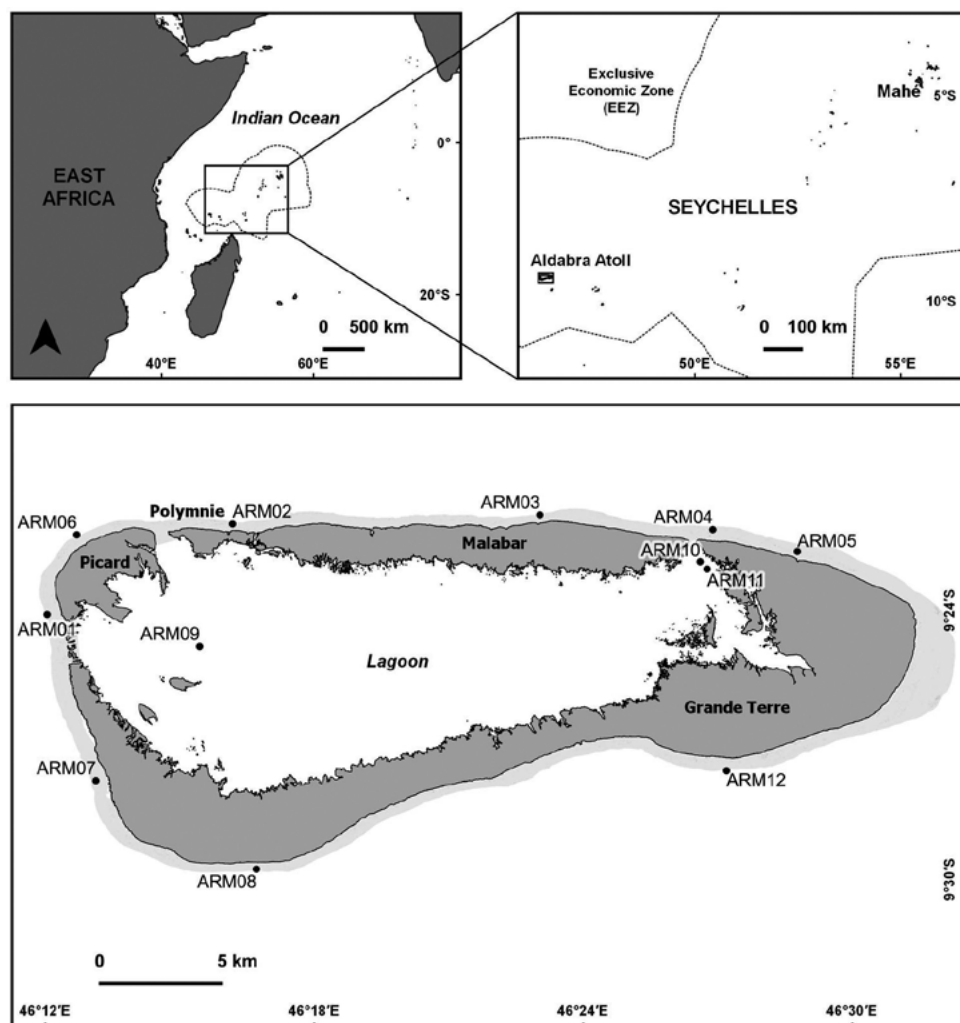 Indian Ocean
0°
EAST
AFRICA
20°S
0 500 km
40°E 60°E
Exclusive
Economic Zone
(EEZ)
Mahé
5°S
SEYCHELLES
Aldabra Atoll
10°S
0 100 km
50°E 55°E
ARM06
Polymnie
ARM02
ARM03
ARM04
ARM05
Picard
Malabar
ARM10
ARM11
ARM01
ARM09
Lagoon
9°24'S
Grande Terre
ARM07
ARM12
ARM08
9°30'S
0 5 km
46°12'E 46°18'E 46°24'E 46°30'E